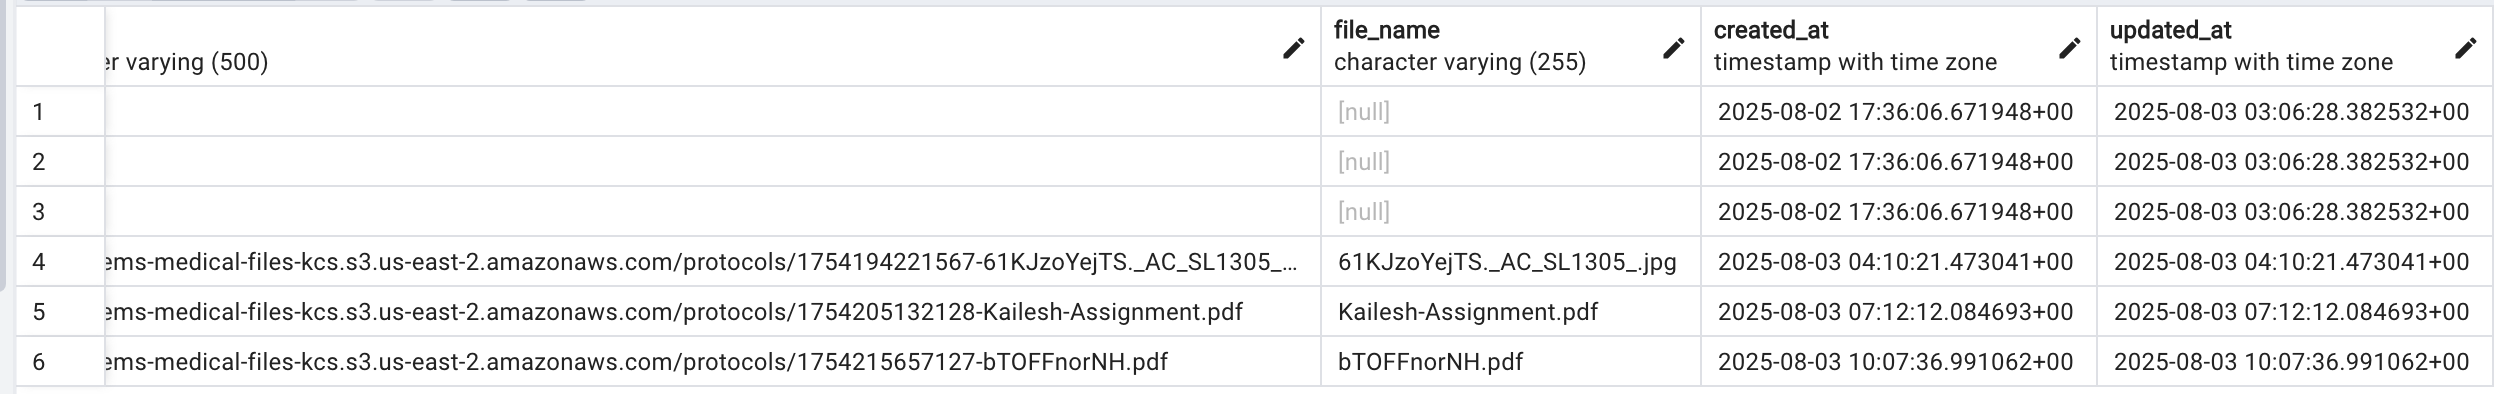 file_name created_at updated_at
er varying (500) character varying (255) timestamp with time zone timestamp with time zone
1 [null] 2025-08-02 17:36:06.671948+00 2025-08-03 03:06:28.382532+00
2 [null] 2025-08-02 17:36:06.671948+00 2025-08-03 03:06:28.382532+00
3 [null] 2025-08-02 17:36:06.671948+00 2025-08-03 03:06:28.382532+00
4 ems-medical-files-kcs.s3.us-east-2.amazonaws.com/protocols/1754194221567-61KJzoYejTS._AC_SL1305_... 61KJzoYejTS._AC_SL1305_.jpg 2025-08-03 04:10:21.473041+00 2025-08-03 04:10:21.473041+00
5 ems-medical-files-kcs.s3.us-east-2.amazonaws.com/protocols/1754205132128-Kailesh-Assignment.pdf Kailesh-Assignment.pdf 2025-08-03 07:12:12.084693+00 2025-08-03 07:12:12.084693+00
6 ems-medical-files-kcs.s3.us-east-2.amazonaws.com/protocols/1754215657127-bTOFFnorNH.pdf bTOFFnorNH.pdf 2025-08-03 10:07:36.991062+00 2025-08-03 10:07:36.991062+00